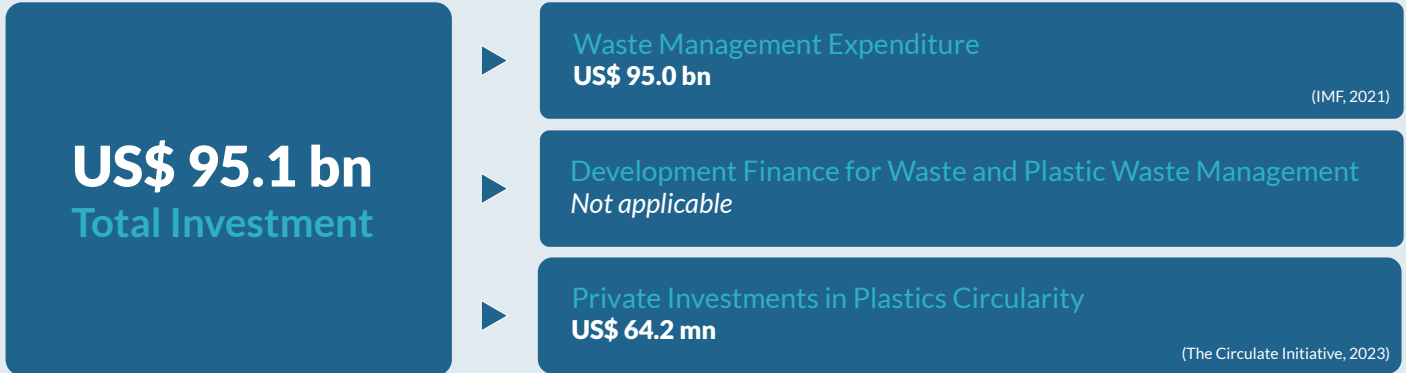 US$ 95.1 bn
Total Investment
Waste Management Expenditure
US$ 95.0 bn
(IMF, 2021)
Development Finance for Waste and Plastic Waste Management
Not applicable
Private Investments in Plastics Circularity
US$ 64.2 mn
(The Circulate Initiative, 2023)